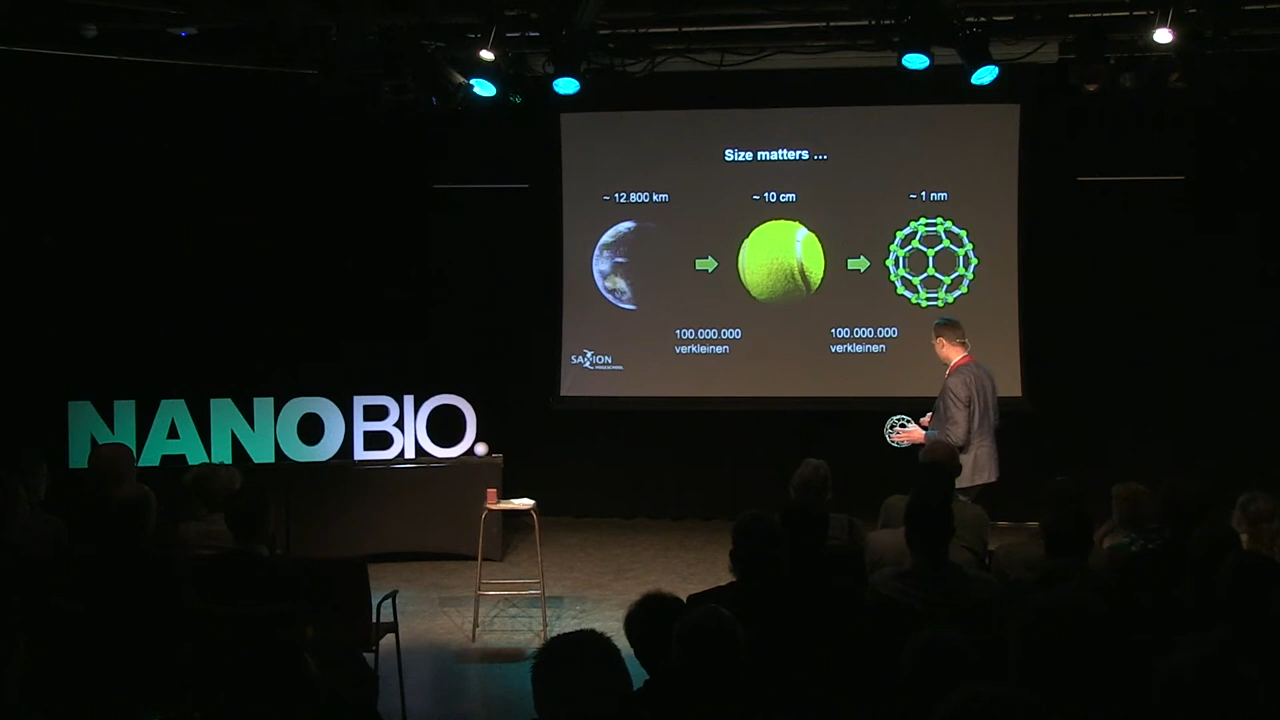 Size matters ...
~ 12.800 km
~ 10 cm
~ 1 nm
100.000.000
verkleinen
100.000.000
verkleinen
SAXION
HOGESCHOOL
NANOBIO.